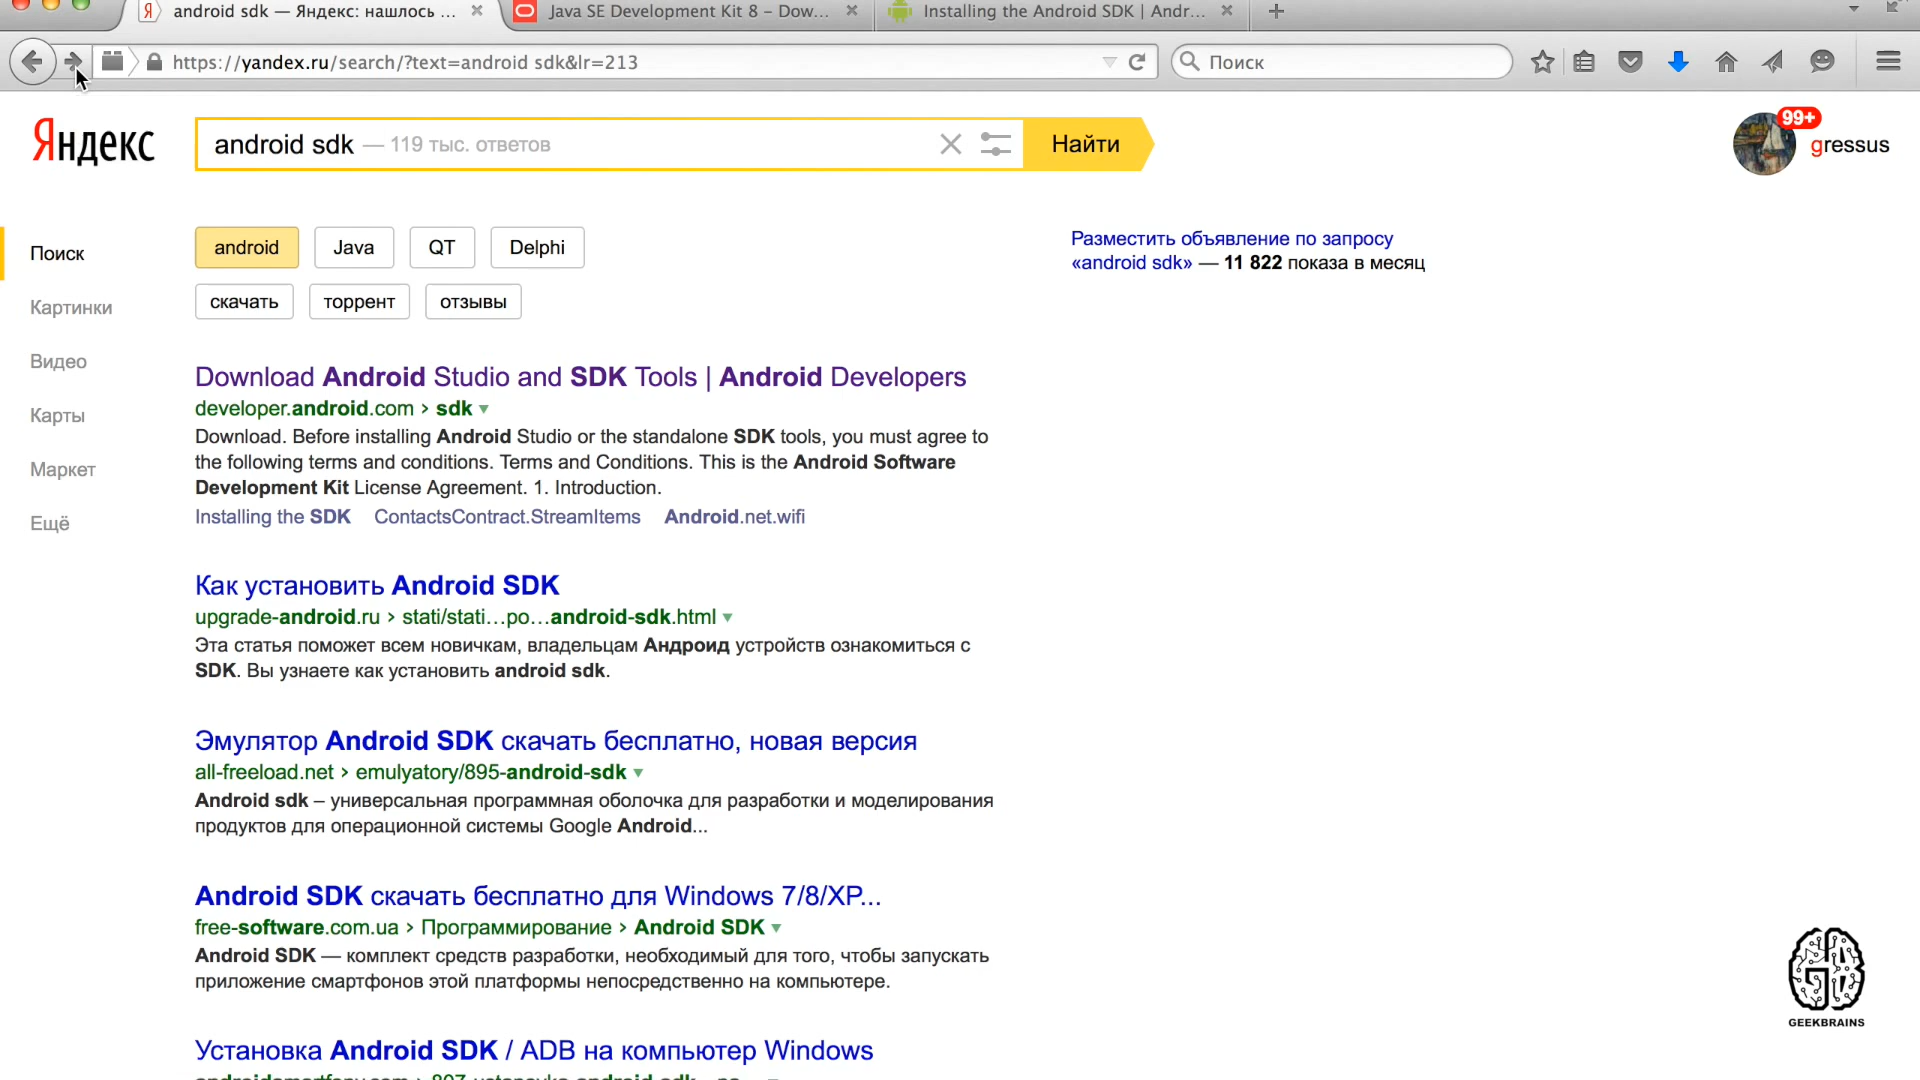 android sdk — Яндекс: нашлось ...
Java SE Development Kit 8 – Dow...
Installing the Android SDK | Andr...
https://yandex.ru/search/?text=android sdk&lr=213
Поиск
Яндекс
android sdk — 119 тыс. ответов
Найти
99+
gressus
Поиск
Картинки
Видео
Карты
Маркет
Ещё
android
Java
QT
Delphi
скачать
торрент
отзывы
Разместить объявление по запросу
«android sdk» — 11 822 показа в месяц
Download Android Studio and SDK Tools | Android Developers
developer.android.com › sdk
Download. Before installing Android Studio or the standalone SDK tools, you must agree to
the following terms and conditions. Terms and Conditions. This is the Android Software
Development Kit License Agreement. 1. Introduction.
Installing the SDK ContactsContract.StreamItems Android.net.wifi
Как установить Android SDK
upgrade-android.ru › stati/stati...po...android-sdk.html
Эта статья поможет всем новичкам, владельцам Андроид устройств ознакомиться с
SDK. Вы узнаете как установить android sdk.
Эмулятор Android SDK скачать бесплатно, новая версия
all-freeload.net › emulyatory/895-android-sdk
Android sdk – универсальная программная оболочка для разработки и моделирования
продуктов для операционной системы Google Android...
Android SDK скачать бесплатно для Windows 7/8/XP...
free-software.com.ua › Программирование › Android SDK
Android SDK — комплект средств разработки, необходимый для того, чтобы запускать
приложение смартфонов этой платформы непосредственно на компьютере.
Установка Android SDK / ADB на компьютер Windows
GEEKBRAINS